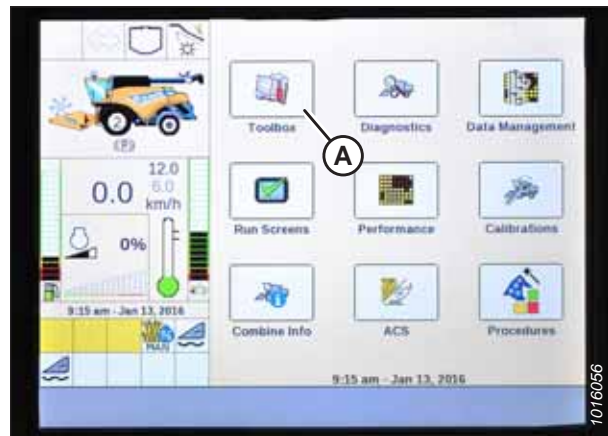 2
(P)
12.0
6.0
0.0 km/h
0%
9:15 am - Jan 13, 2016
MAN
Toolbox
Diagnostics
Data Management
A
Run Screens
Performance
Calibrations
Combine Info
ACS
Procedures
9:15 am - Jan 13, 2016
1016056